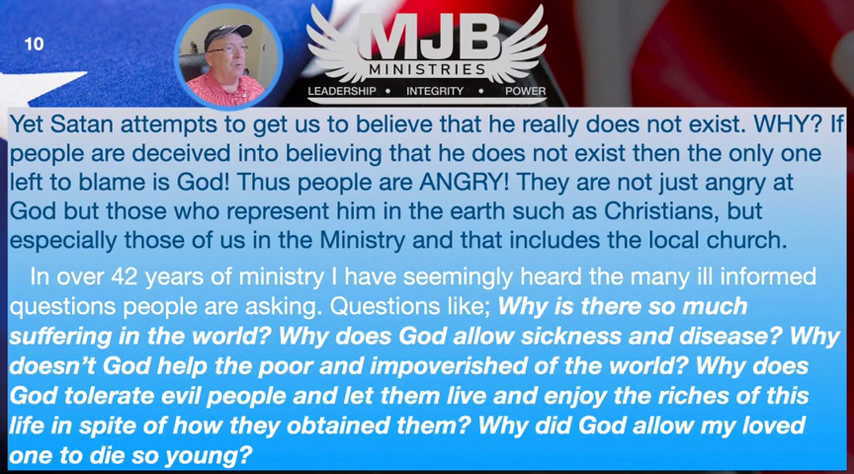 10
MJB
MINISTRIES
LEADERSHIP • INTEGRITY • POWER
Yet Satan attempts to get us to believe that he really does not exist. WHY? If
people are deceived into believing that he does not exist then the only one
left to blame is God! Thus people are ANGRY! They are not just angry at
God but those who represent him in the earth such as Christians, but
especially those of us in the Ministry and that includes the local church.
In over 42 years of ministry I have seemingly heard the many ill informed
questions people are asking. Questions like; Why is there so much
suffering in the world? Why does God allow sickness and disease? Why
doesn’t God help the poor and impoverished of the world? Why does
God tolerate evil people and let them live and enjoy the riches of this
life in spite of how they obtained them? Why did God allow my loved
one to die so young?